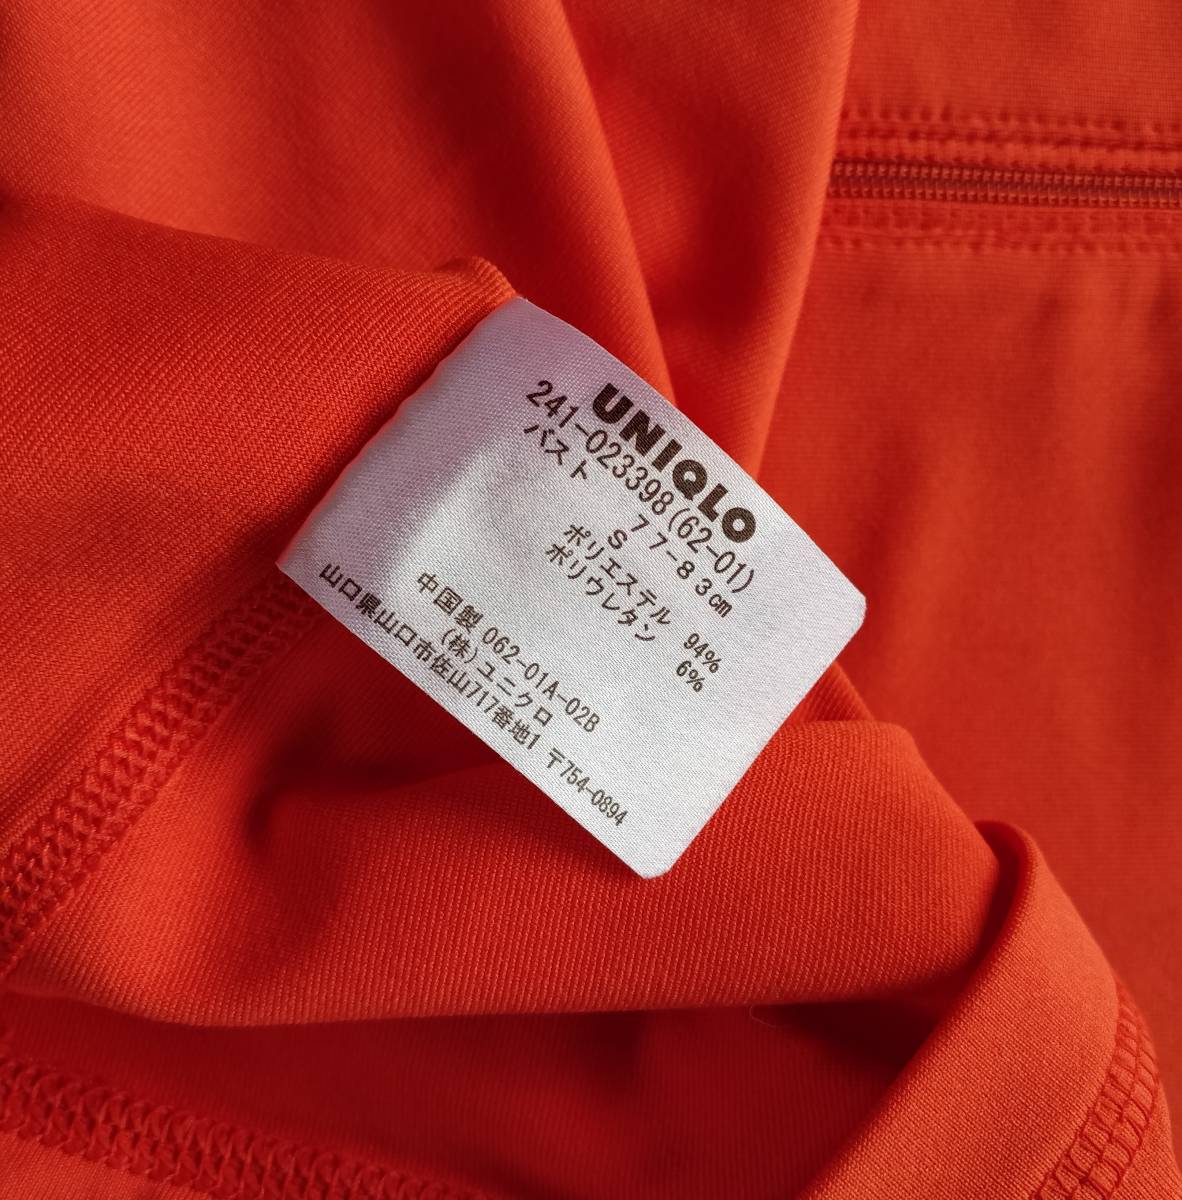 UNIQLO
241-023398(62-01)
バスト 77-83㎝
S
ポリエステル 94%
ポリウレタン 6%
中国製 062-01A-02B
(株)ユニクロ
山口県山口市佐山717番地1 〒754-0894